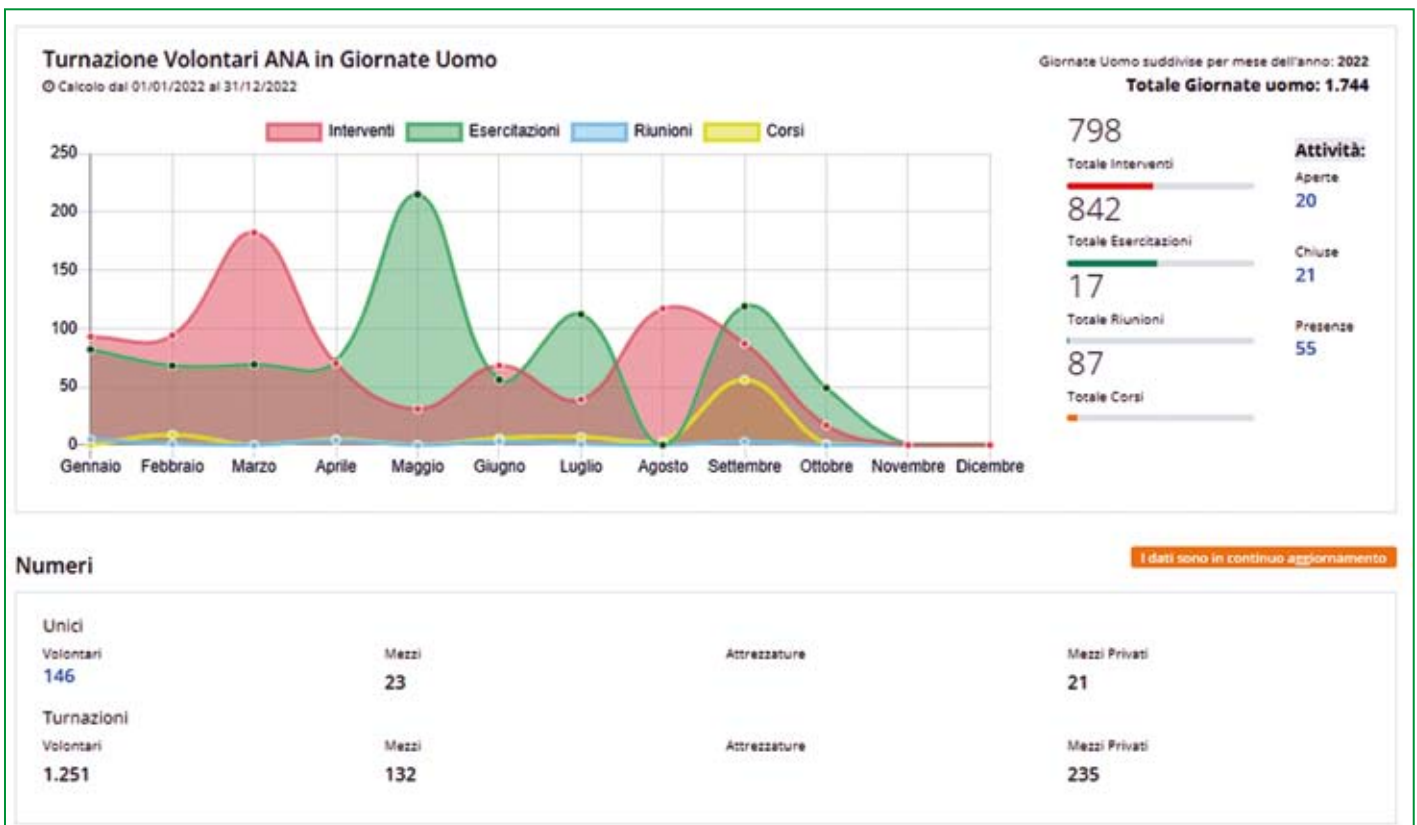 Turnazione Volontari ANA in Giornate Uomo
Calcolo dal 01/01/2022 al 31/12/2022
Giornate Uomo suddivise per mese dell'anno: 2022
Totale Giornate uomo: 1.744
Interventi Esercitazioni Riunioni Corsi
250
200
150
100
50
0
Gennaio Febbraio Marzo Aprile Maggio Giugno Luglio Agosto Settembre Ottobre Novembre Dicembre
798
Totale Interventi
842
Totale Esercitazioni
17
Totale Riunioni
87
Totale Corsi
Attività:
Aperte
20
Chiuse
21
Presenze
55
Numeri
I dati sono in continuo aggiornamento
Unici
Volontari Mezzi Attrezzature Mezzi Privati
146 23 21
Turnazioni
Volontari Mezzi Attrezzature Mezzi Privati
1.251 132 235